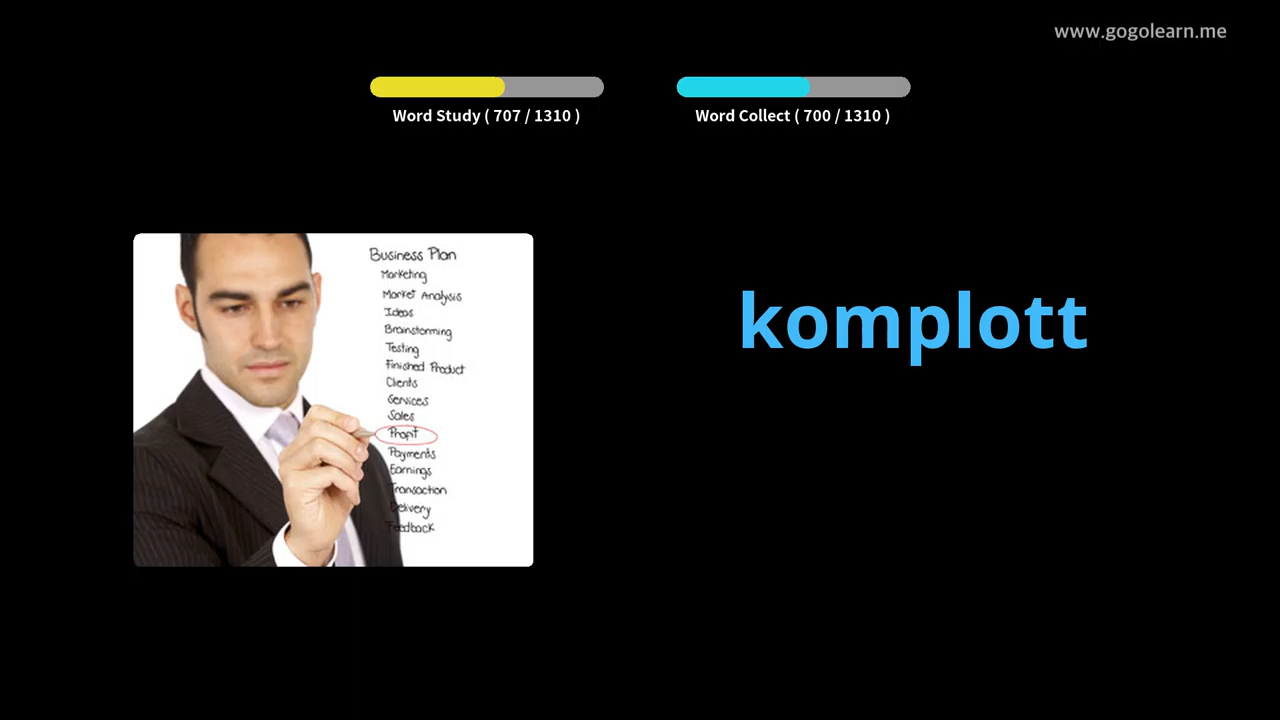 www.gogolearn.me
Word Study ( 707 / 1310 )
Word Collect ( 700 / 1310 )
Business Plan
Marketing
Market Analysis
Ideas
Brainstorming
Testing
Finished Product
Clients
Services
Sales
Profit
Payments
Earnings
Transaction
Delivery
Feedback
komplott